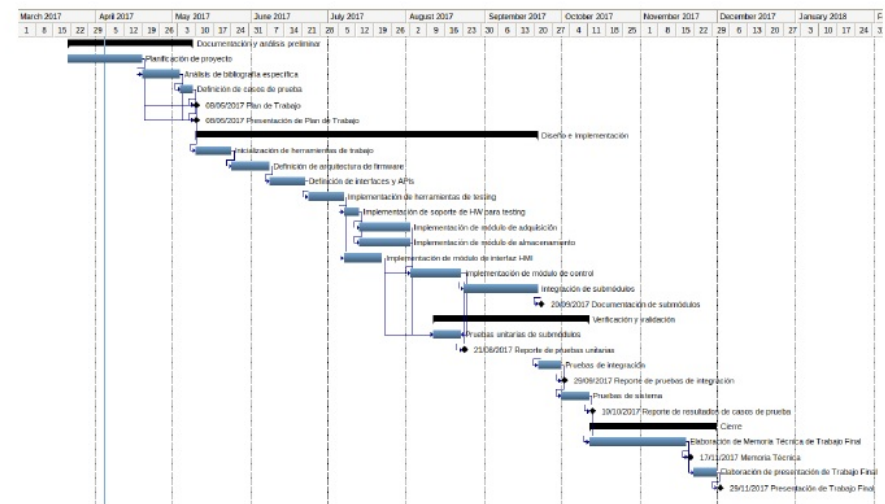 March 2017 April 2017 May 2017 June 2017 July 2017 August 2017 September 2017 October 2017 November 2017 December 2017 January 2018 F
1 8 15 22 29 5 12 19 26 3 10 17 24 31 7 14 21 28 5 12 19 26 2 9 16 23 30 6 13 20 27 4 11 18 25 1 8 15 22 29 6 13 20 27 3 10 17 24 31
Documentación y análisis preliminar
Planificación de proyecto
Análisis de bibliografía específica
Definición de casos de prueba
08/05/2017 Plan de Trabajo
08/05/2017 Presentación de Plan de Trabajo
Diseño e Implementación
Inicialización de herramientas de trabajo
Definición de arquitectura de firmware
Definición de interfaces y APIs
Implementación de herramientas de testing
Implementación de soporte de HW para testing
Implementación de módulo de adquisición
Implementación de módulo de almacenamiento
Implementación de módulo de interfaz HMI
Implementación de módulo de control
Integración de submódulos
20/09/2017 Documentación de submódulos
Verificación y validación
Pruebas unitarias de submódulos
21/08/2017 Reporte de pruebas unitarias
Pruebas de integración
29/09/2017 Reporte de pruebas de integración
Pruebas de sistema
10/10/2017 Reporte de resultados de casos de prueba
Cierre
Elaboración de Memoria Técnica de Trabajo Final
17/11/2017 Memoria Técnica
Elaboración de presentación de Trabajo Final
29/11/2017 Presentación de Trabajo Final